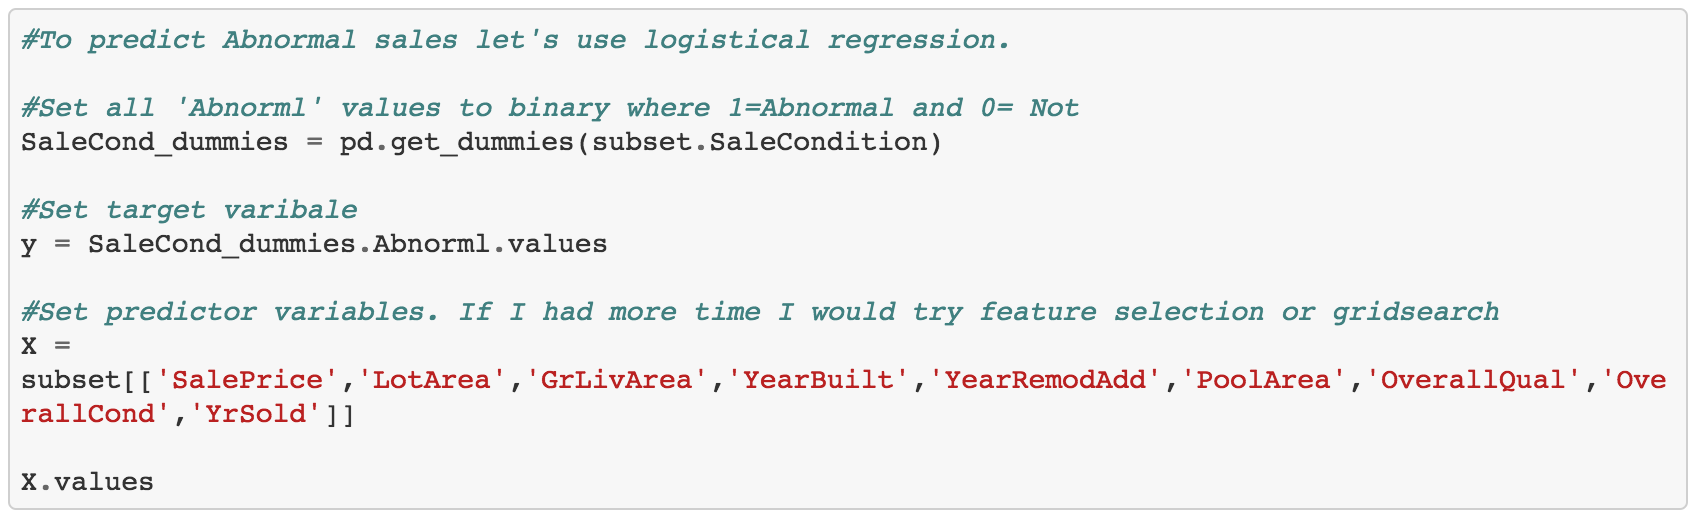 #To predict Abnormal sales let's use logistical regression.
#Set all 'Abnorml' values to binary where 1=Abnormal and 0= Not
SaleCond_dummies = pd.get_dummies(subset.SaleCondition)
#Set target varibale
y = SaleCond_dummies.Abnorml.values
#Set predictor variables. If I had more time I would try feature selection or gridsearch
X =
subset[['SalePrice','LotArea','GrLivArea','YearBuilt','YearRemodAdd','PoolArea','OverallQual','Ove
rallCond','YrSold']]
X.values